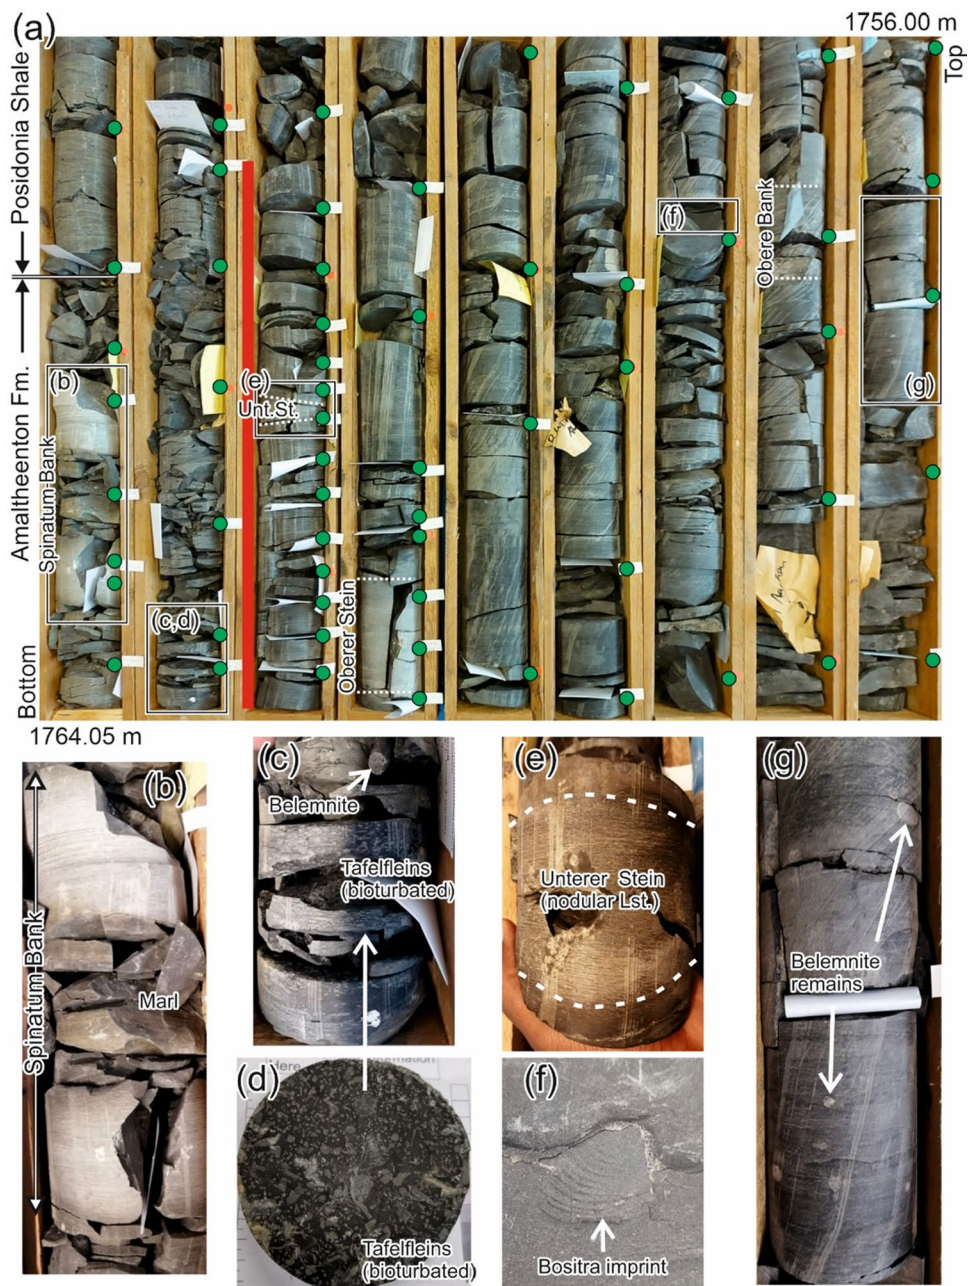 (a)
1756.00 m
Top
Posidonia Shale
Amaltheenton Fm.
Bottom
(f)
Obere Bank
(g)
(b)
Spinatum-Bank
(e)
Unt.St.
(c,d)
Oberer Stein
1764.05 m
(b)
Spinatum-Bank
Marl
(c)
Belemnite
Tafelfleins
(bioturbated)
(e)
Unterer Stein
(nodular Lst.)
(g)
Belemnite
remains
(d)
Tafelfleins
(bioturbated)
(f)
Bositra imprint